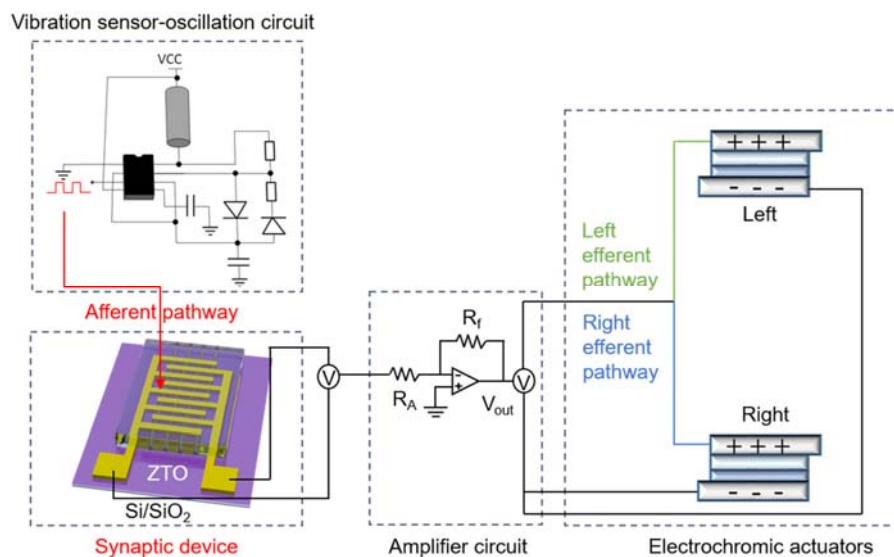 Vibration sensor-oscillation circuit
VCC
Afferent pathway
ZTO
Si/SiO₂
Synaptic device
V
R_A
R_f
-
+
V_out
V
Amplifier circuit
Left
efferent
pathway
Right
efferent
pathway
+ + +
- - -
Left
Right
+ + +
- - -
Electrochromic actuators